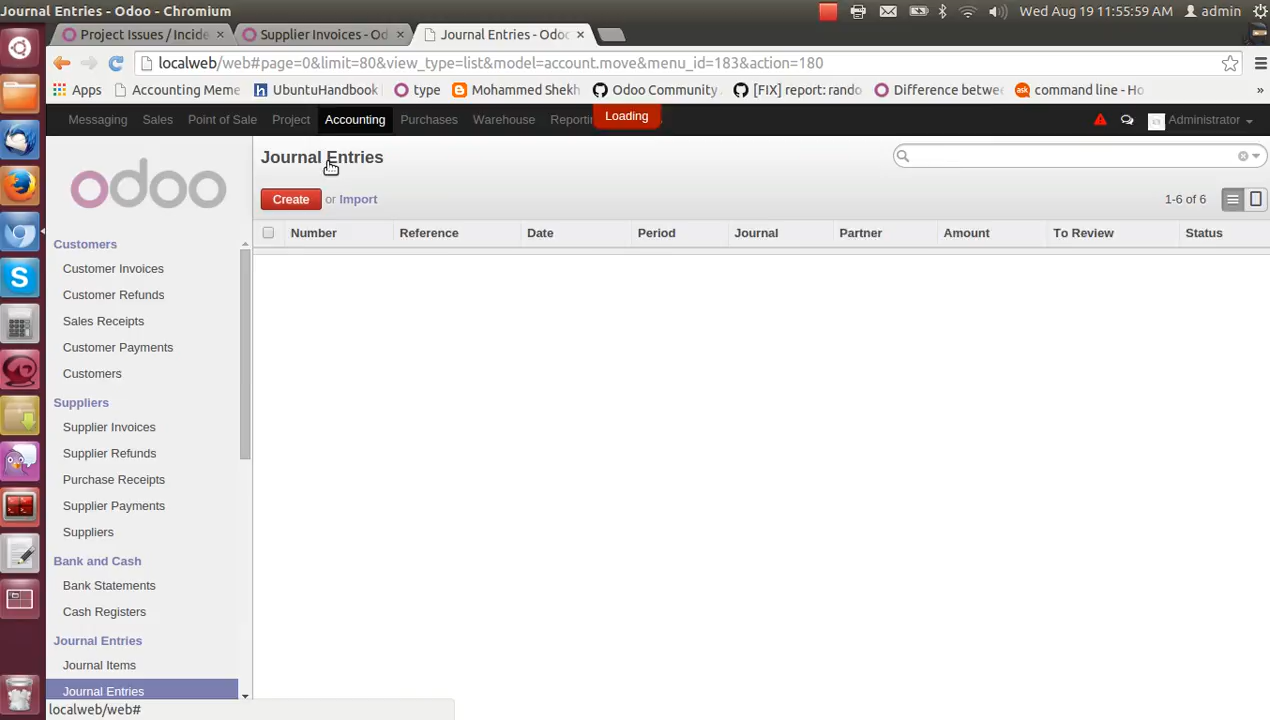 Journal Entries - Odoo - Chromium
Wed Aug 19 11:55:59 AM admin
Project Issues / Incide
Supplier Invoices - Od
Journal Entries - Odoo
localweb/web#page=0&limit=80&view_type=list&model=account.move&menu_id=183&action=180
Apps
Accounting Meme
UbuntuHandbook
type
Mohammed Shekh
Odoo Community
[FIX] report: rando
Difference betwe
command line - Ho
»
Messaging
Sales
Point of Sale
Project
Accounting
Purchases
Warehouse
Reportin
Loading
Administrator
odoo
Journal Entries
Create or Import
1-6 of 6
Number
Reference
Date
Period
Journal
Partner
Amount
To Review
Status
Customers
Customer Invoices
Customer Refunds
Sales Receipts
Customer Payments
Customers
Suppliers
Supplier Invoices
Supplier Refunds
Purchase Receipts
Supplier Payments
Suppliers
Bank and Cash
Bank Statements
Cash Registers
Journal Entries
Journal Items
Journal Entries
localweb/web#